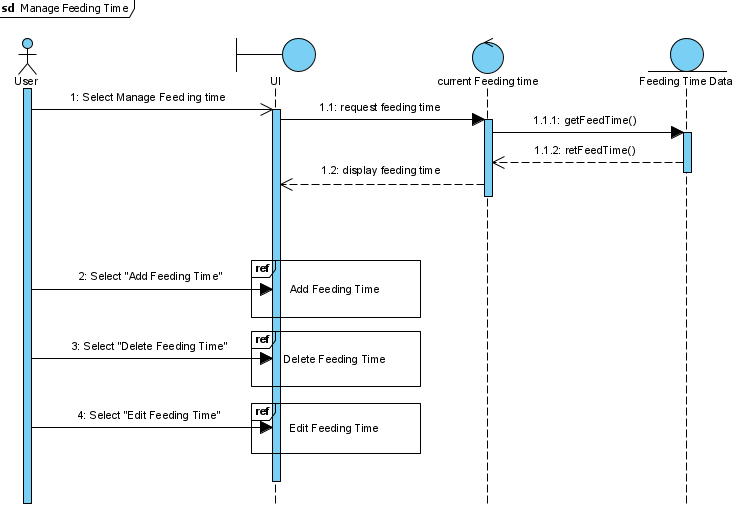 sd Manage Feeding Time
User
UI
current Feeding time
Feeding Time Data
1: Select Manage Feeding time
1.1: request feeding time
1.1.1: getFeedTime()
1.1.2: retFeedTime()
1.2: display feeding time
ref
2: Select "Add Feeding Time"
Add Feeding Time
ref
3: Select "Delete Feeding Time"
Delete Feeding Time
ref
4: Select "Edit Feeding Time"
Edit Feeding Time